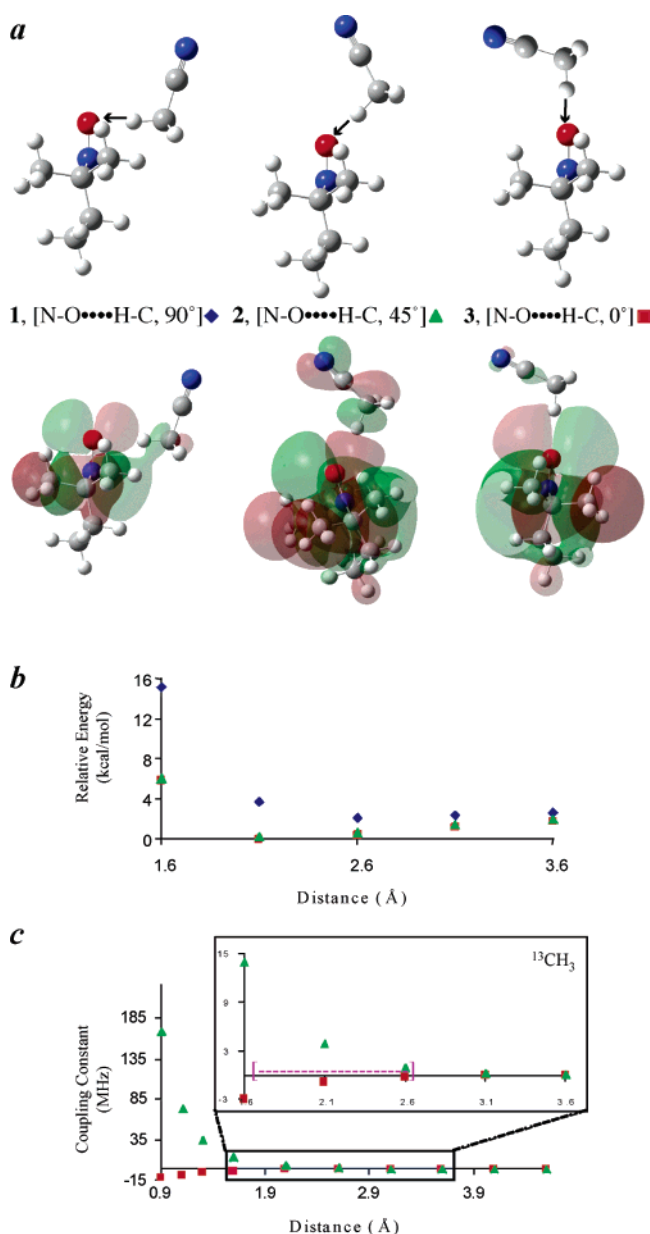 a
1, [N-O••••H-C, 90°] 2, [N-O••••H-C, 45°] 3, [N-O••••H-C, 0°]
b
Relative Energy
(kcal/mol)
16
12
8
4
0
1.6 2.6 3.6
Distance (Å)
c
Coupling Constant
(MHz)
185
135
85
35
-15
0.9 1.9 2.9 3.9
Distance (Å)
¹³CH₃
15
9
3
-3
2.1 2.6 3.1 3 6